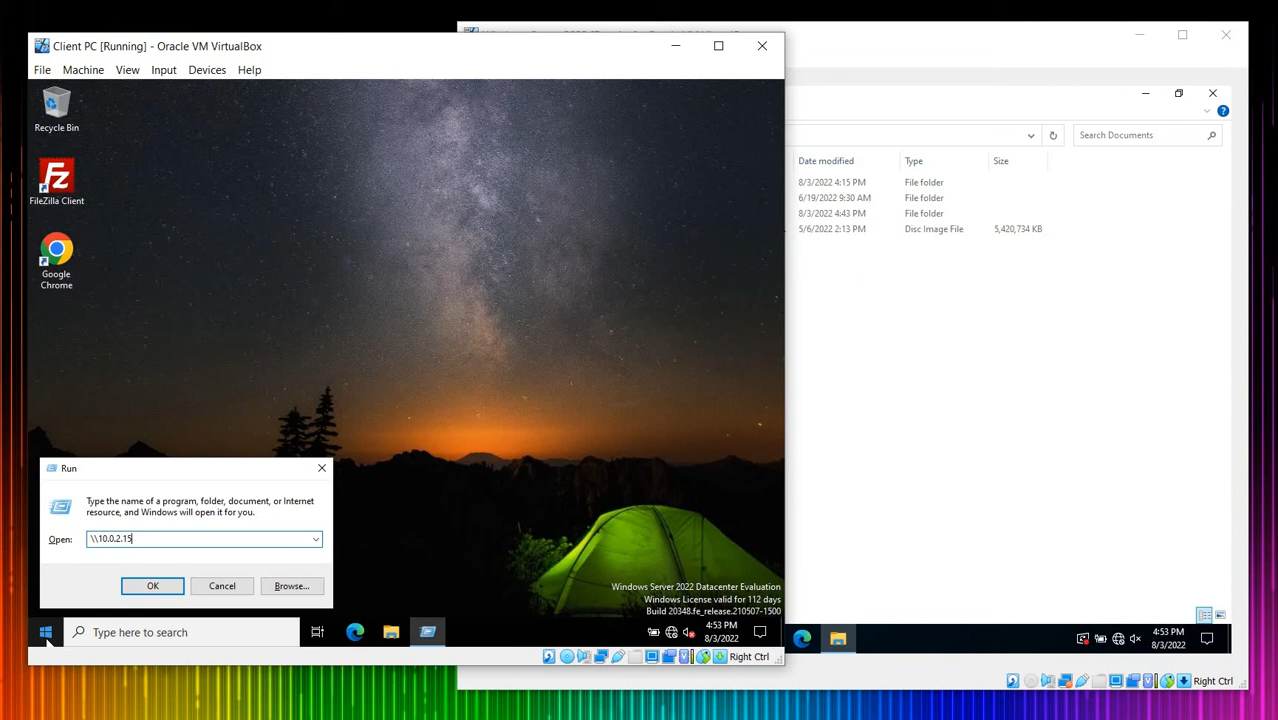 Client PC [Running] - Oracle VM VirtualBox
File Machine View Input Devices Help
Recycle Bin
FileZilla Client
Google
Chrome
Run
Type the name of a program, folder, document, or Internet
resource, and Windows will open it for you.
Open: \\10.0.2.15
OK Cancel Browse...
Windows Server 2022 Datacenter Evaluation
Windows License valid for 112 days
Build 20348.fe_release.210507-1500
Type here to search
4:53 PM
8/3/2022
Right Ctrl
Search Documents
Date modified Type Size
8/3/2022 4:15 PM File folder
6/19/2022 9:30 AM File folder
8/3/2022 4:43 PM File folder
5/6/2022 2:13 PM Disc Image File 5,420,734 KB
4:53 PM
8/3/2022
Right Ctrl